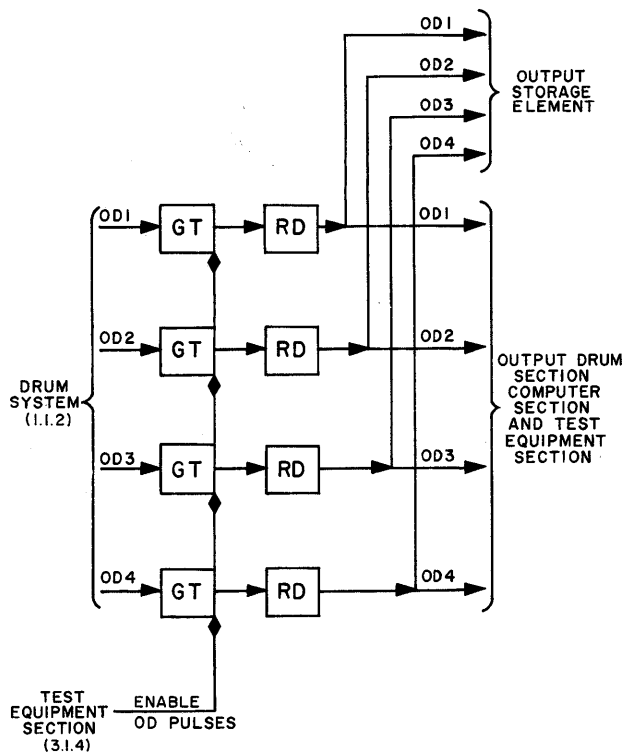 OD1
OD2
OD3
OD4
OUTPUT
STORAGE
ELEMENT
OD1
GT
RD
OD1
OD2
GT
RD
OD2
DRUM
SYSTEM
(1.1.2)
OUTPUT DRUM
SECTION
COMPUTER
SECTION
AND TEST
EQUIPMENT
SECTION
OD3
GT
RD
OD3
OD4
GT
RD
OD4
TEST
EQUIPMENT
SECTION
(3.1.4)
ENABLE
OD PULSES